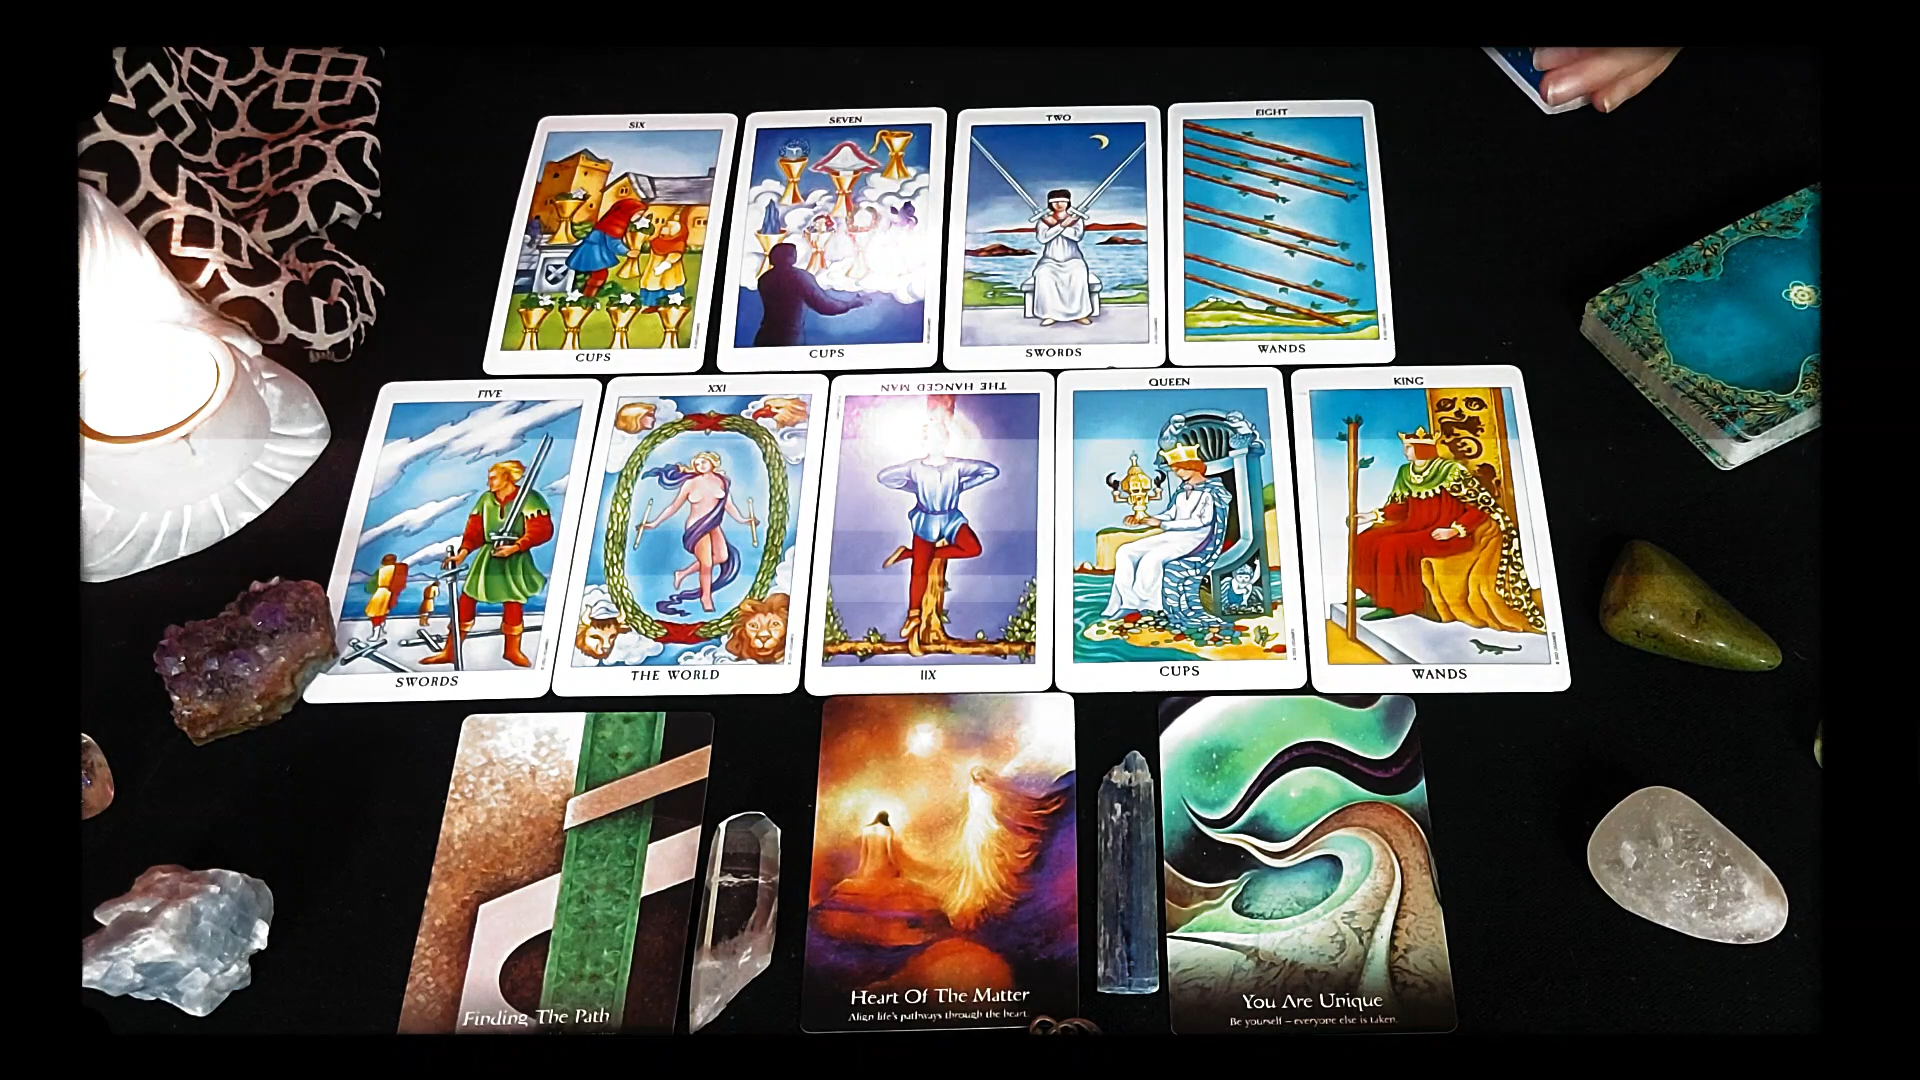 SIX
CUPS
SEVEN
CUPS
TWO
SWORDS
EIGHT
WANDS
FIVE
SWORDS
XXI
THE WORLD
THE HANGED MAN
XII
QUEEN
CUPS
KING
WANDS
Finding The Path
Heart Of The Matter
Align life's pathways through the heart.
You Are Unique
Be yourself – everyone else is taken.